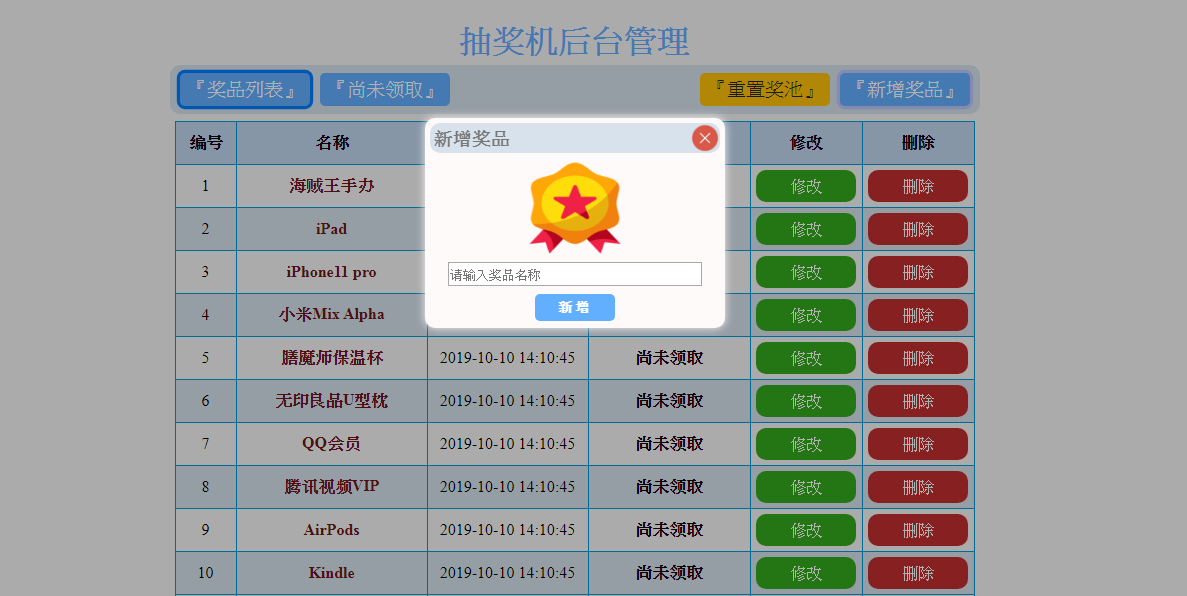 抽奖机后台管理
『奖品列表』 『尚未领取』 『重置奖池』 『新增奖品』
编号 名称 修改 删除
新增奖品
请输入奖品名称
新增
1 海贼王手办 修改 删除
2 iPad 修改 删除
3 iPhone11 pro 修改 删除
4 小米Mix Alpha 修改 删除
5 膳魔师保温杯 2019-10-10 14:10:45 尚未领取 修改 删除
6 无印良品U型枕 2019-10-10 14:10:45 尚未领取 修改 删除
7 QQ会员 2019-10-10 14:10:45 尚未领取 修改 删除
8 腾讯视频VIP 2019-10-10 14:10:45 尚未领取 修改 删除
9 AirPods 2019-10-10 14:10:45 尚未领取 修改 删除
10 Kindle 2019-10-10 14:10:45 尚未领取 修改 删除